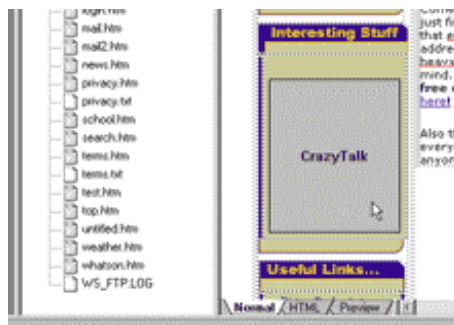 login.htm
mail.htm
mail2.htm
news.htm
privacy.htm
privacy.txt
school.htm
search.htm
terms.htm
terms.txt
test.htm
top.htm
untitled.htm
weather.htm
whatson.htm
WS_FTP.LOG
Interesting Stuff
CrazyTalk
Useful Links...
Normal / HTML / Preview /
just
that
addre
mind.
free
here!
Also t
every
anyon